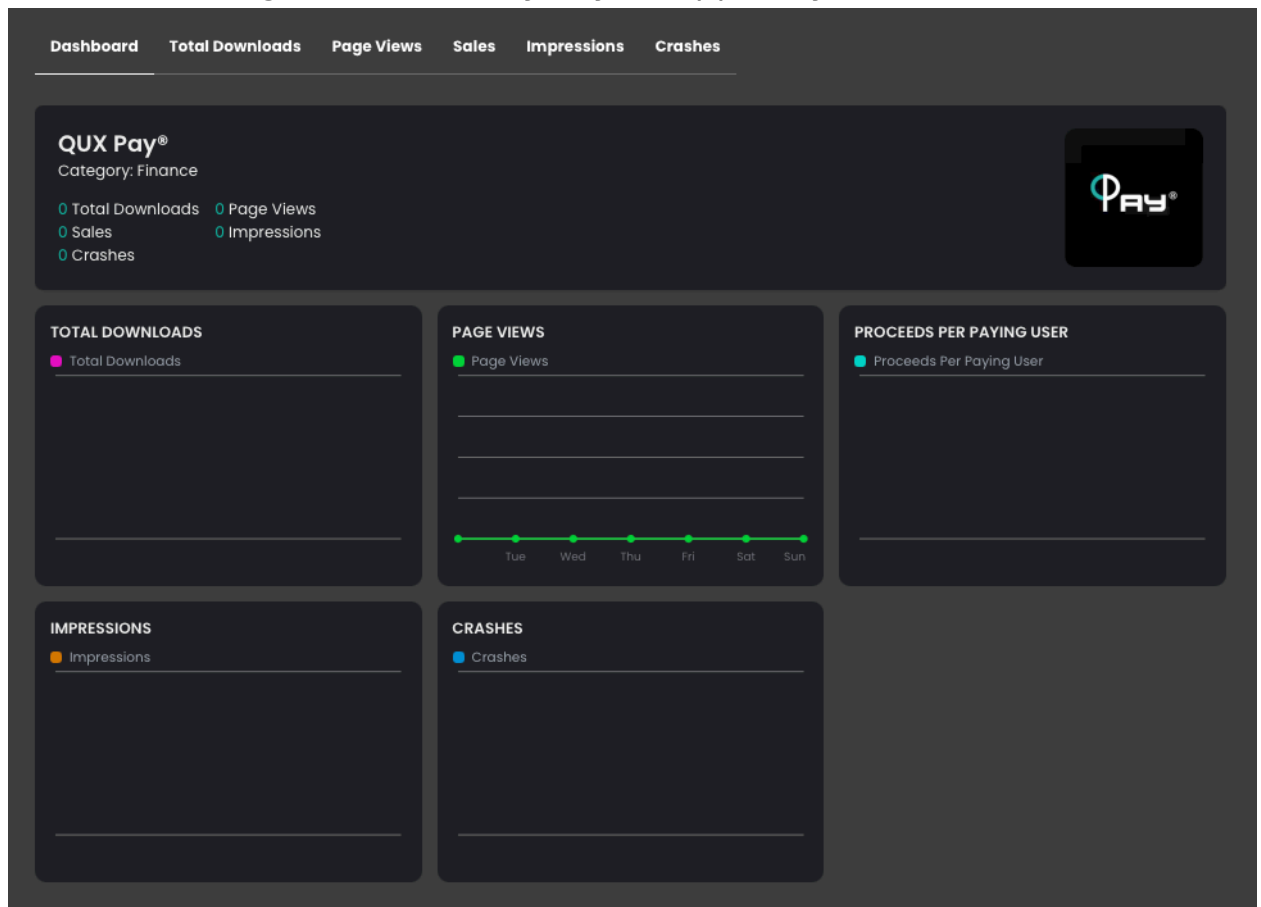 Dashboard Total Downloads Page Views Sales Impressions Crashes
QUX Pay®
Category: Finance
0 Total Downloads 0 Page Views
0 Sales 0 Impressions
0 Crashes
PAY®
TOTAL DOWNLOADS
Total Downloads
PAGE VIEWS
Page Views
Tue Wed Thu Fri Sat Sun
PROCEEDS PER PAYING USER
Proceeds Per Paying User
IMPRESSIONS
Impressions
CRASHES
Crashes